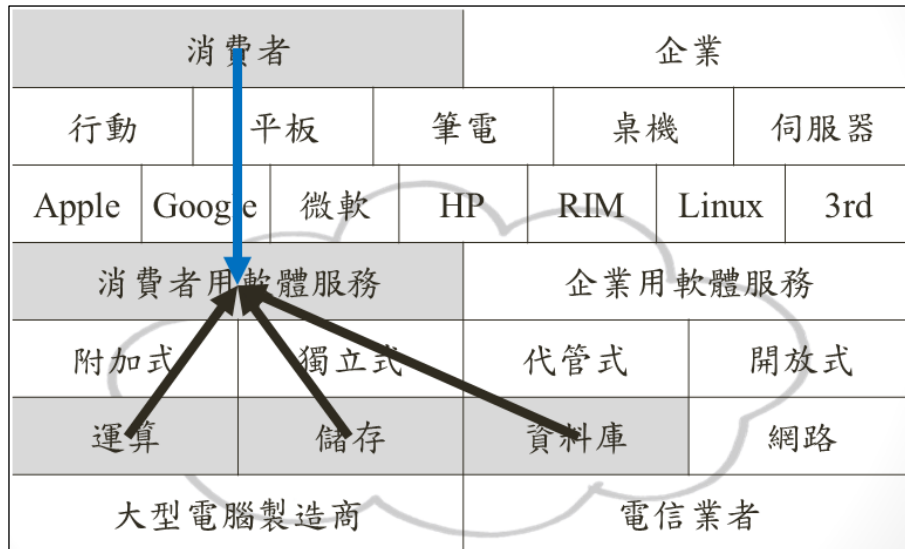 消費者 企業
行動 平板 筆電 桌機 伺服器
Apple Google 微軟 HP RIM Linux 3rd
消費者用軟體服務 企業用軟體服務
附加式 獨立式 代管式 開放式
運算 儲存 資料庫 網路
大型電腦製造商 電信業者